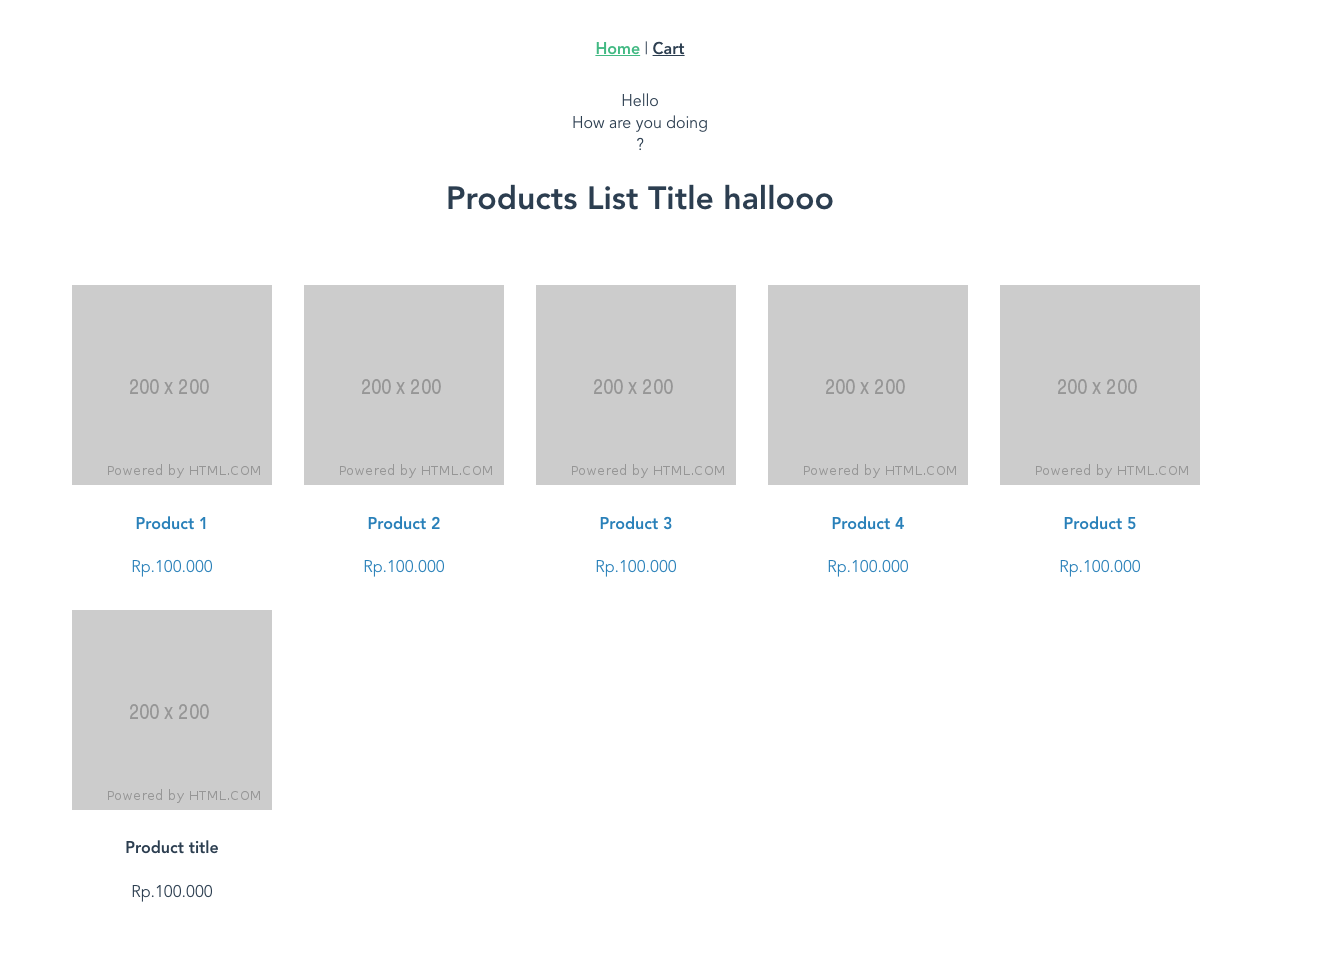 Home | Cart
Hello
How are you doing
?
Products List Title hallooo
200 x 200 200 x 200 200 x 200 200 x 200 200 x 200
Powered by HTML.COM Powered by HTML.COM Powered by HTML.COM Powered by HTML.COM Powered by HTML.COM
Product 1 Product 2 Product 3 Product 4 Product 5
Rp.100.000 Rp.100.000 Rp.100.000 Rp.100.000 Rp.100.000
200 x 200
Powered by HTML.COM
Product title
Rp.100.000